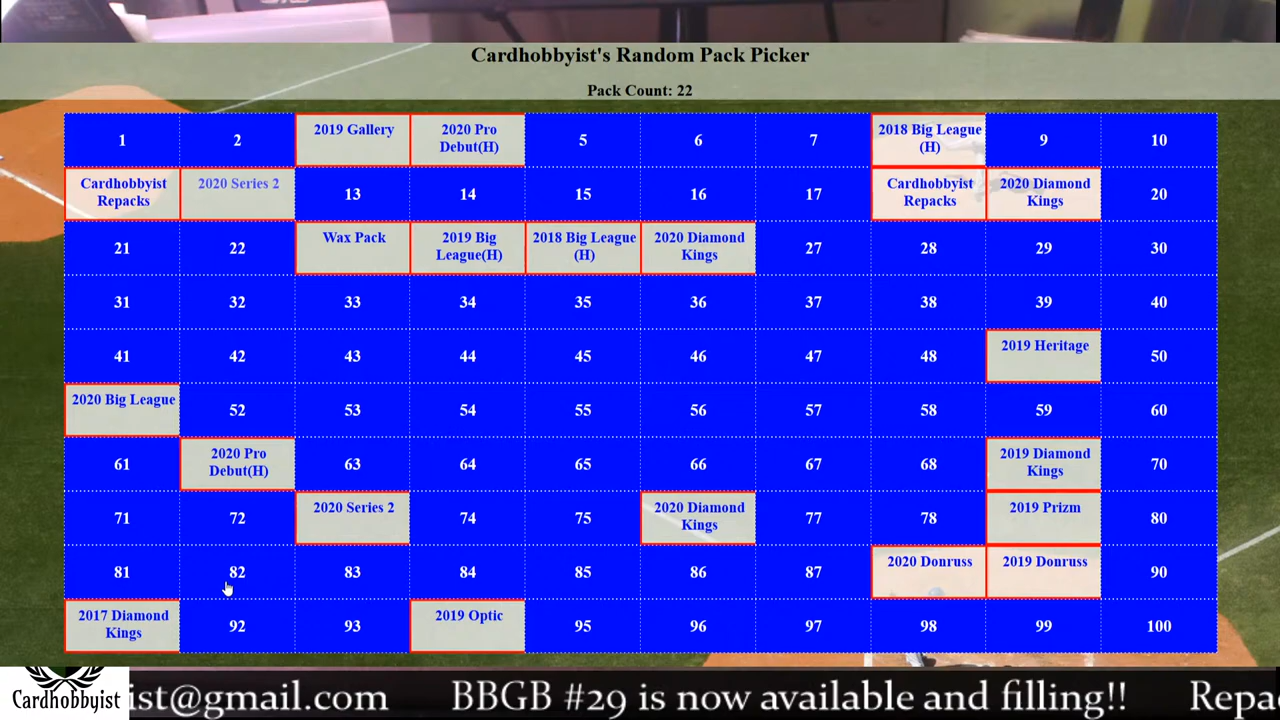 Cardhobbyist's Random Pack Picker
Pack Count: 22
1 2 2019 Gallery 2020 Pro Debut(H) 5 6 7 2018 Big League (H) 9 10
Cardhobbyist Repacks 2020 Series 2 13 14 15 16 17 Cardhobbyist Repacks 2020 Diamond Kings 20
21 22 Wax Pack 2019 Big League(H) 2018 Big League (H) 2020 Diamond Kings 27 28 29 30
31 32 33 34 35 36 37 38 39 40
41 42 43 44 45 46 47 48 2019 Heritage 50
2020 Big League 52 53 54 55 56 57 58 59 60
61 2020 Pro Debut(H) 63 64 65 66 67 68 2019 Diamond Kings 70
71 72 2020 Series 2 74 75 2020 Diamond Kings 77 78 2019 Prizm 80
81 82 83 84 85 86 87 2020 Donruss 2019 Donruss 90
2017 Diamond Kings 92 93 2019 Optic 95 96 97 98 99 100
Cardhobbyist ist@gmail.com BBGB #29 is now available and filling!! Repa